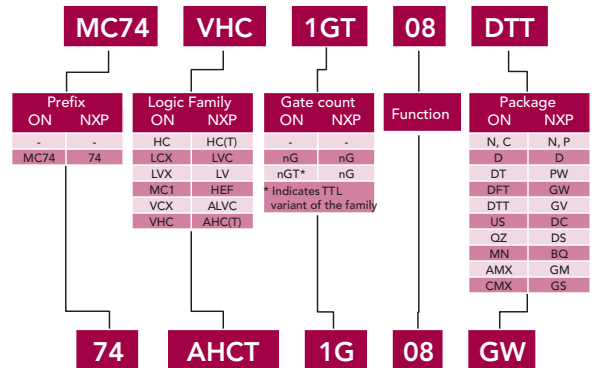 MC74 VHC 1GT 08 DTT
Prefix
ON NXP
- -
MC74 74
Logic Family
ON NXP
HC HC(T)
LCX LVC
LVX LV
MC1 HEF
VCX ALVC
VHC AHC(T)
Gate count
ON NXP
- -
nG nG
nGT* nG
* Indicates TTL
variant of the family
Function
Package
ON NXP
N, C N, P
D D
DT PW
DFT GW
DTT GV
US DC
QZ DS
MN BQ
AMX GM
CMX GS
74 AHCT 1G 08 GW